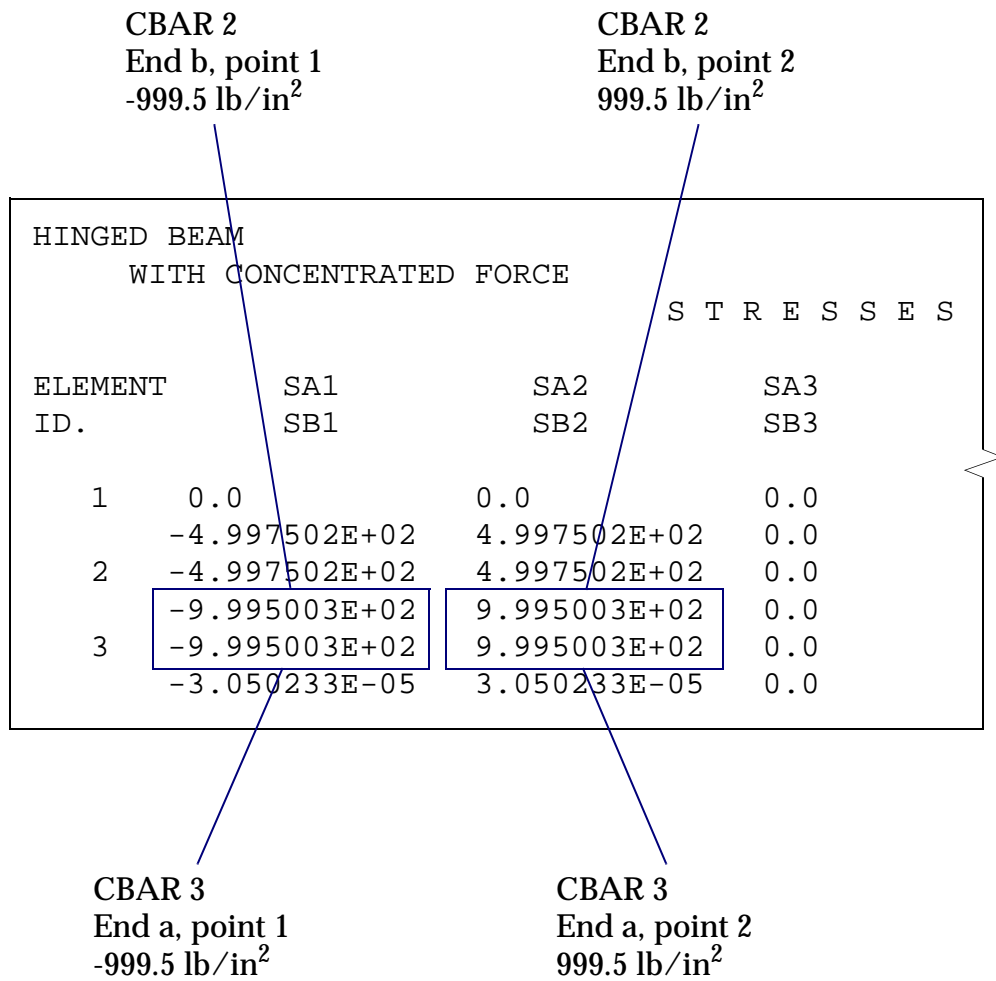 CBAR 2
End b, point 1
-999.5 lb/in²
CBAR 2
End b, point 2
999.5 lb/in²
HINGED BEAM
WITH CONCENTRATED FORCE
S T R E S S E S
ELEMENT SA1 SA2 SA3
ID. SB1 SB2 SB3
1 0.0 0.0 0.0
-4.997502E+02 4.997502E+02 0.0
2 -4.997502E+02 4.997502E+02 0.0
-9.995003E+02 9.995003E+02 0.0
3 -9.995003E+02 9.995003E+02 0.0
-3.050233E-05 3.050233E-05 0.0
CBAR 3
End a, point 1
-999.5 lb/in²
CBAR 3
End a, point 2
999.5 lb/in²